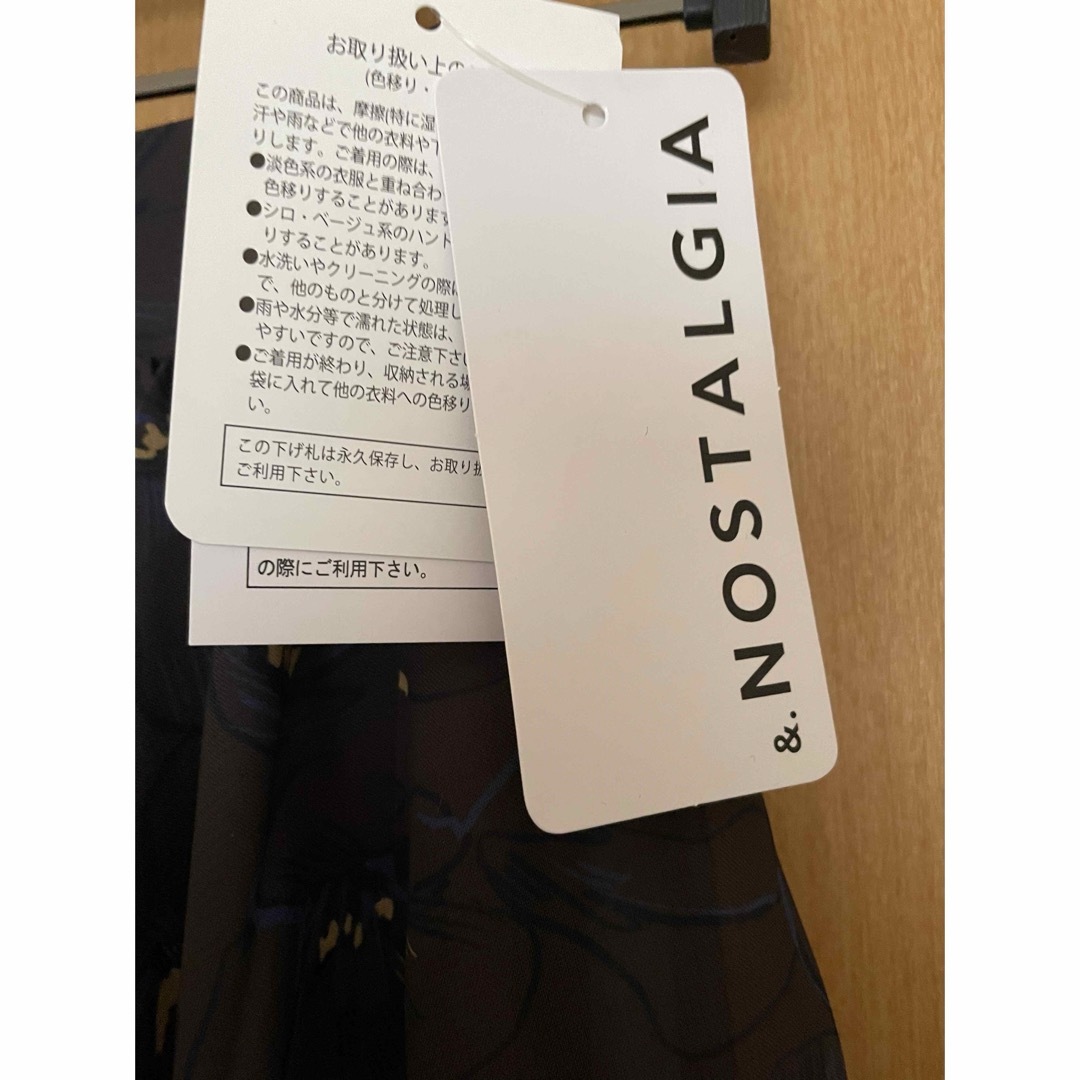 お取り扱い上の
(色移り・
この商品は、摩擦(特に湿
汗や雨などで他の衣料や下
りします。ご着用の際は、
●淡色系の衣服と重ね合わ
色移りすることがあります
●シロ・ベージュ系のハント
りすることがあります。
●水洗いやクリーニングの際に
で、他のものと分けて処理し
●雨や水分等で濡れた状態は、
やすいですので、ご注意下さい
●ご着用が終わり、収納される場
袋に入れて他の衣料への色移り
い。
この下げ札は永久保存し、お取り扱
ご利用下さい。
の際にご利用下さい。
&.NOSTALGIA